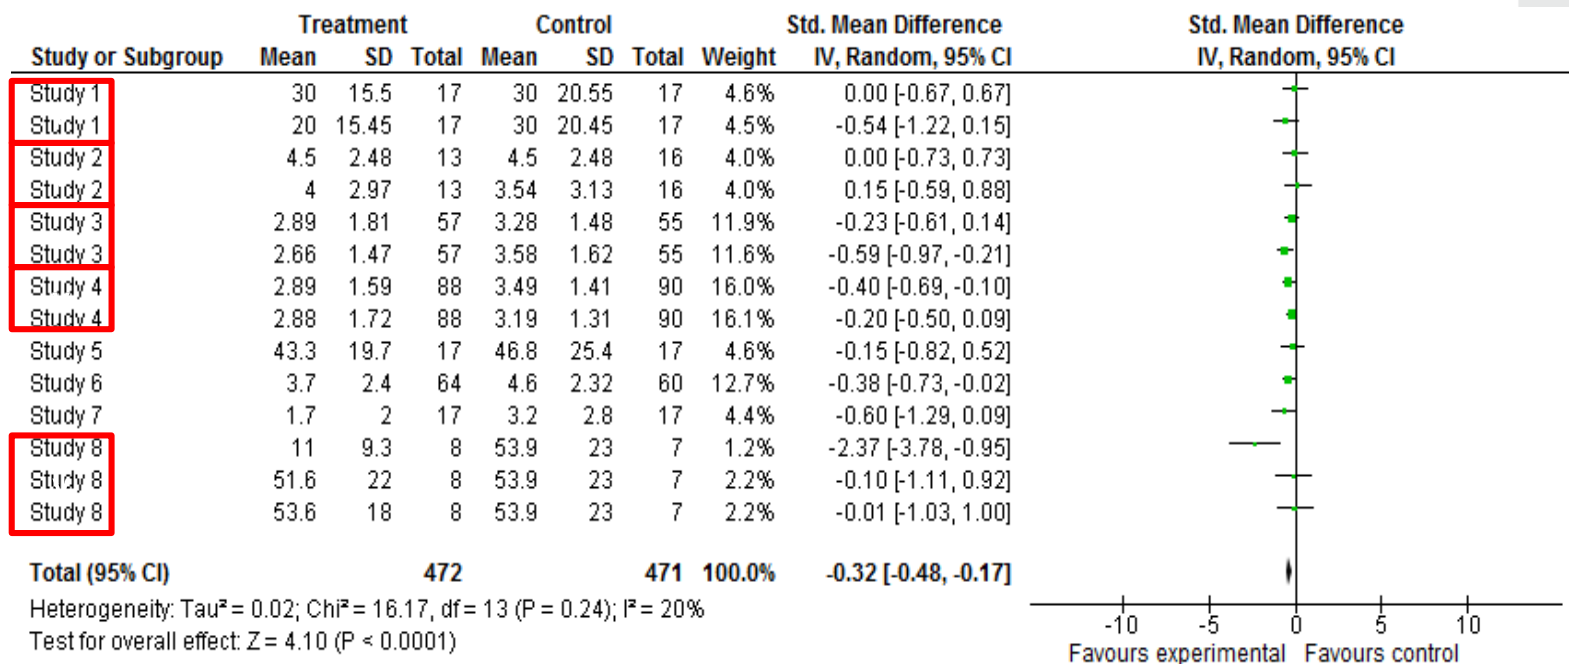 Treatment Control Std. Mean Difference Std. Mean Difference
Study or Subgroup Mean SD Total Mean SD Total Weight IV, Random, 95% CI IV, Random, 95% CI
Study 1 30 15.5 17 30 20.55 17 4.6% 0.00 [-0.67, 0.67]
Study 1 20 15.45 17 30 20.45 17 4.5% -0.54 [-1.22, 0.15]
Study 2 4.5 2.48 13 4.5 2.48 16 4.0% 0.00 [-0.73, 0.73]
Study 2 4 2.97 13 3.54 3.13 16 4.0% 0.15 [-0.59, 0.88]
Study 3 2.89 1.81 57 3.28 1.48 55 11.9% -0.23 [-0.61, 0.14]
Study 3 2.66 1.47 57 3.58 1.62 55 11.6% -0.59 [-0.97, -0.21]
Study 4 2.89 1.59 88 3.49 1.41 90 16.0% -0.40 [-0.69, -0.10]
Study 4 2.88 1.72 88 3.19 1.31 90 16.1% -0.20 [-0.50, 0.09]
Study 5 43.3 19.7 17 46.8 25.4 17 4.6% -0.15 [-0.82, 0.52]
Study 6 3.7 2.4 64 4.6 2.32 60 12.7% -0.38 [-0.73, -0.02]
Study 7 1.7 2 17 3.2 2.8 17 4.4% -0.60 [-1.29, 0.09]
Study 8 11 9.3 8 53.9 23 7 1.2% -2.37 [-3.78, -0.95]
Study 8 51.6 22 8 53.9 23 7 2.2% -0.10 [-1.11, 0.92]
Study 8 53.6 18 8 53.9 23 7 2.2% -0.01 [-1.03, 1.00]
Total (95% CI) 472 471 100.0% -0.32 [-0.48, -0.17]
Heterogeneity: Tau² = 0.02; Chi² = 16.17, df = 13 (P = 0.24); I² = 20%
Test for overall effect: Z = 4.10 (P < 0.0001)
-10 -5 0 5 10
Favours experimental Favours control